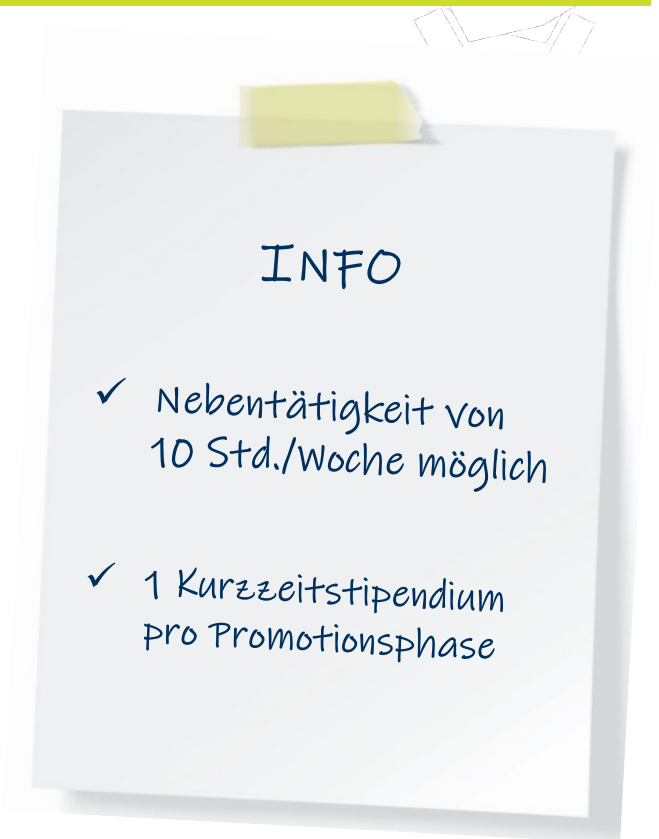 INFO
✓ Nebentätigkeit von
10 Std./Woche möglich
✓ 1 Kurzzeitstipendium
pro Promotionsphase